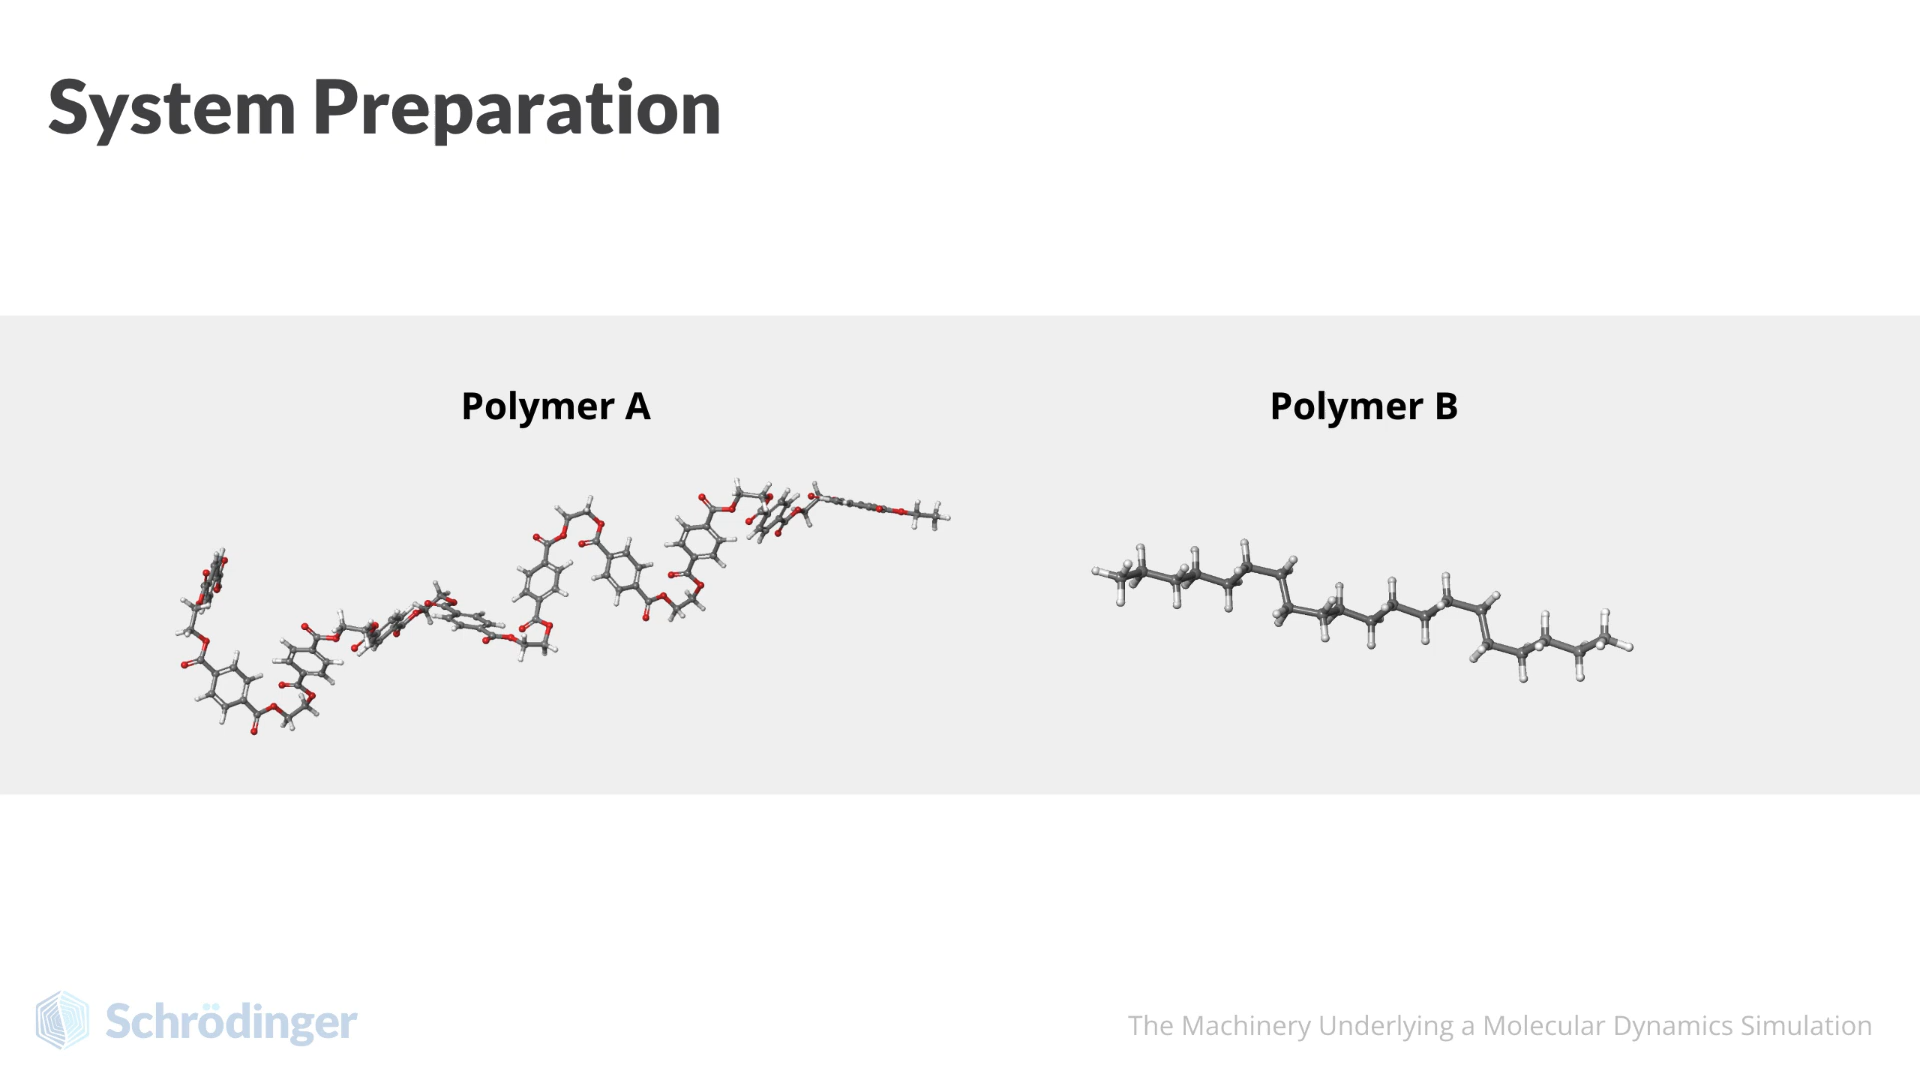 System Preparation
Polymer A
Polymer B
Schrödinger
The Machinery Underlying a Molecular Dynamics Simulation